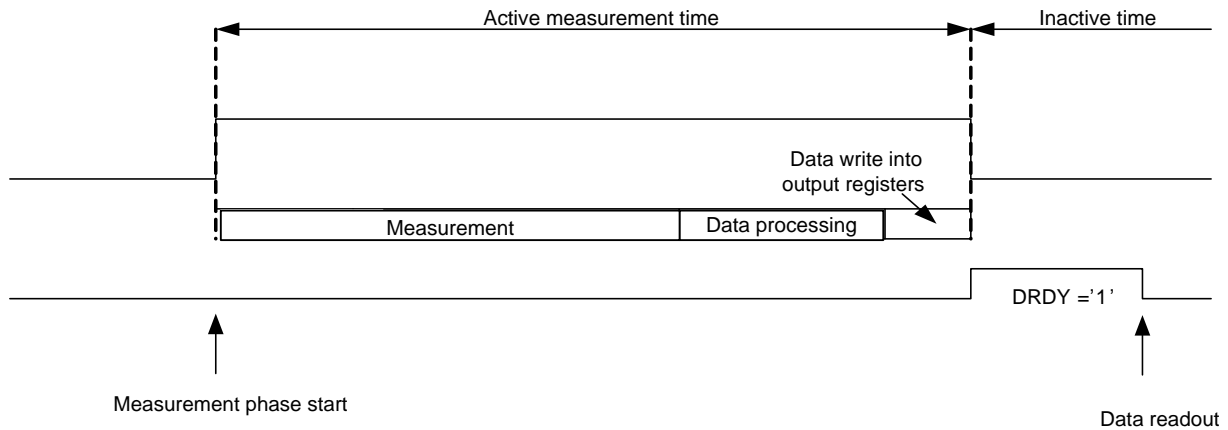 Active measurement time
Inactive time
Data write into
output registers
Measurement
Data processing
DRDY ='1'
Measurement phase start
Data readout